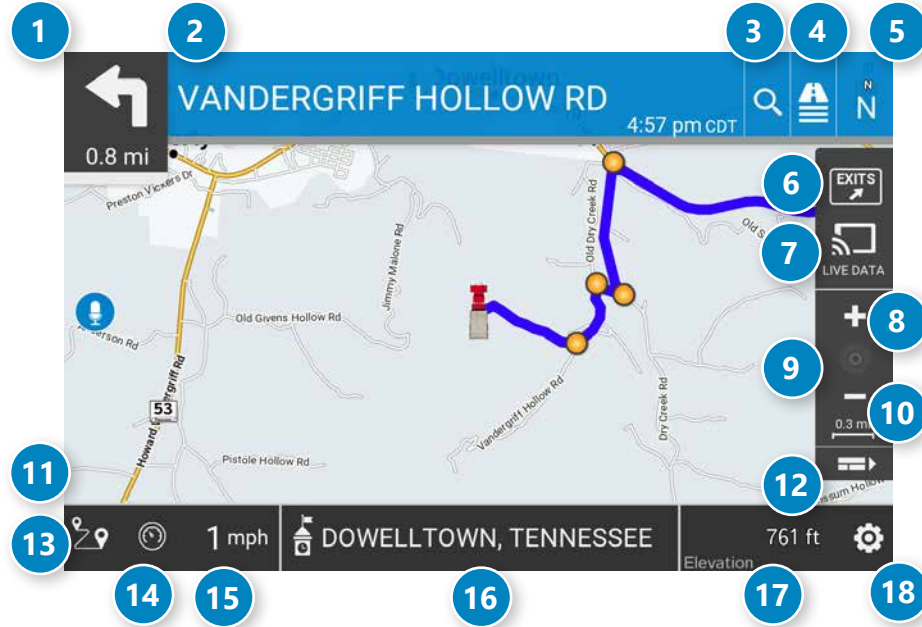 1
2
3
4
5
Dowelltown
VANDERGRIFF HOLLOW RD
4:57 pm CDT
N
N
0.8 mi
Preston Vickers Dr
Old Dry Creek Rd
6
EXITS
7
LIVE DATA
Jimmy Malone Rd
Old Givens Hollow Rd
8
9
53
Howard Vandergriff Rd
10
0.3 mi
Vandergriff Hollow Rd
Dry Creek Rd
Pistole Hollow Rd
11
12
13
1 mph
DOWELLTOWN, TENNESSEE
761 ft
Elevation
14
15
16
17
18